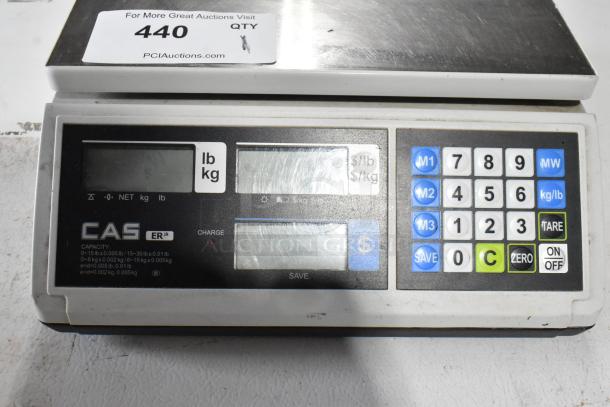 For More Great Auctions Visit
440 QTY
PCIAuctions.com
lb
kg
$/lb
$/kg
NET kg lb
CAS ER JR
CHARGE
$
SAVE
CAPACITY
M1 7 8 9 MW
M2 4 5 6 kg/lb
M3 1 2 3 TARE
SAVE 0 C ZERO ON/OFF